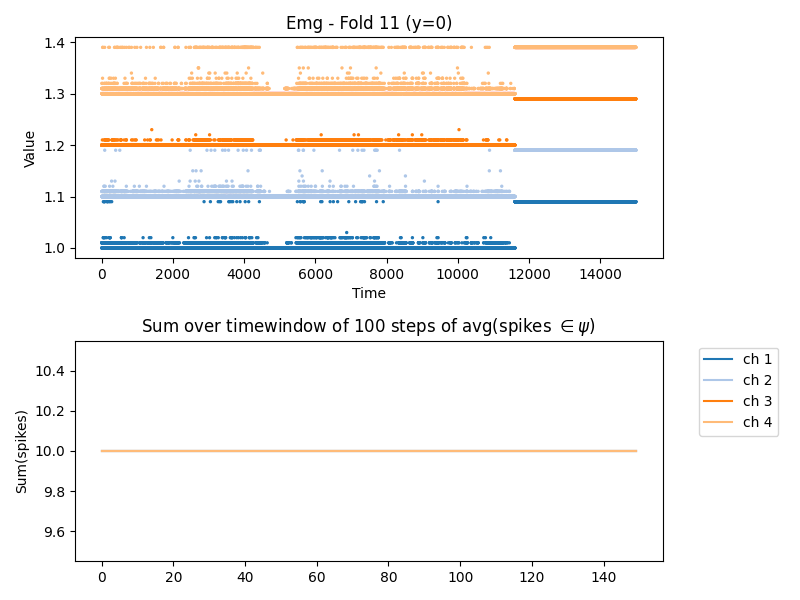 Emg - Fold 11 (y=0)
Value
1.4
1.3
1.2
1.1
1.0
0 2000 4000 6000 8000 10000 12000 14000
Time
Sum over timewindow of 100 steps of avg(spikes ∈ ψ)
Sum(spikes)
10.4
10.2
10.0
9.8
9.6
0 20 40 60 80 100 120 140
ch 1
ch 2
ch 3
ch 4